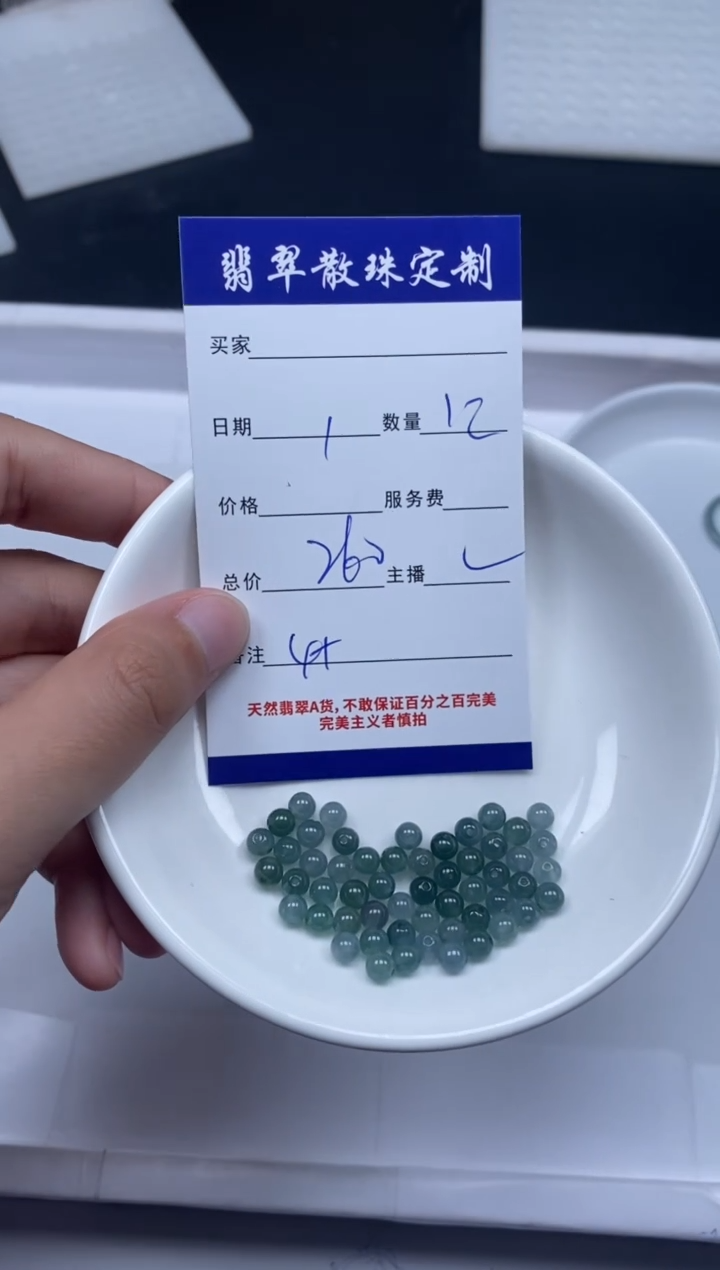 翡翠散珠定制
买家
日期 1 数量 12
价格 服务费
总价 260 主播
注 4+
天然翡翠A货,不敢保证百分之百完美
完美主义者慎拍